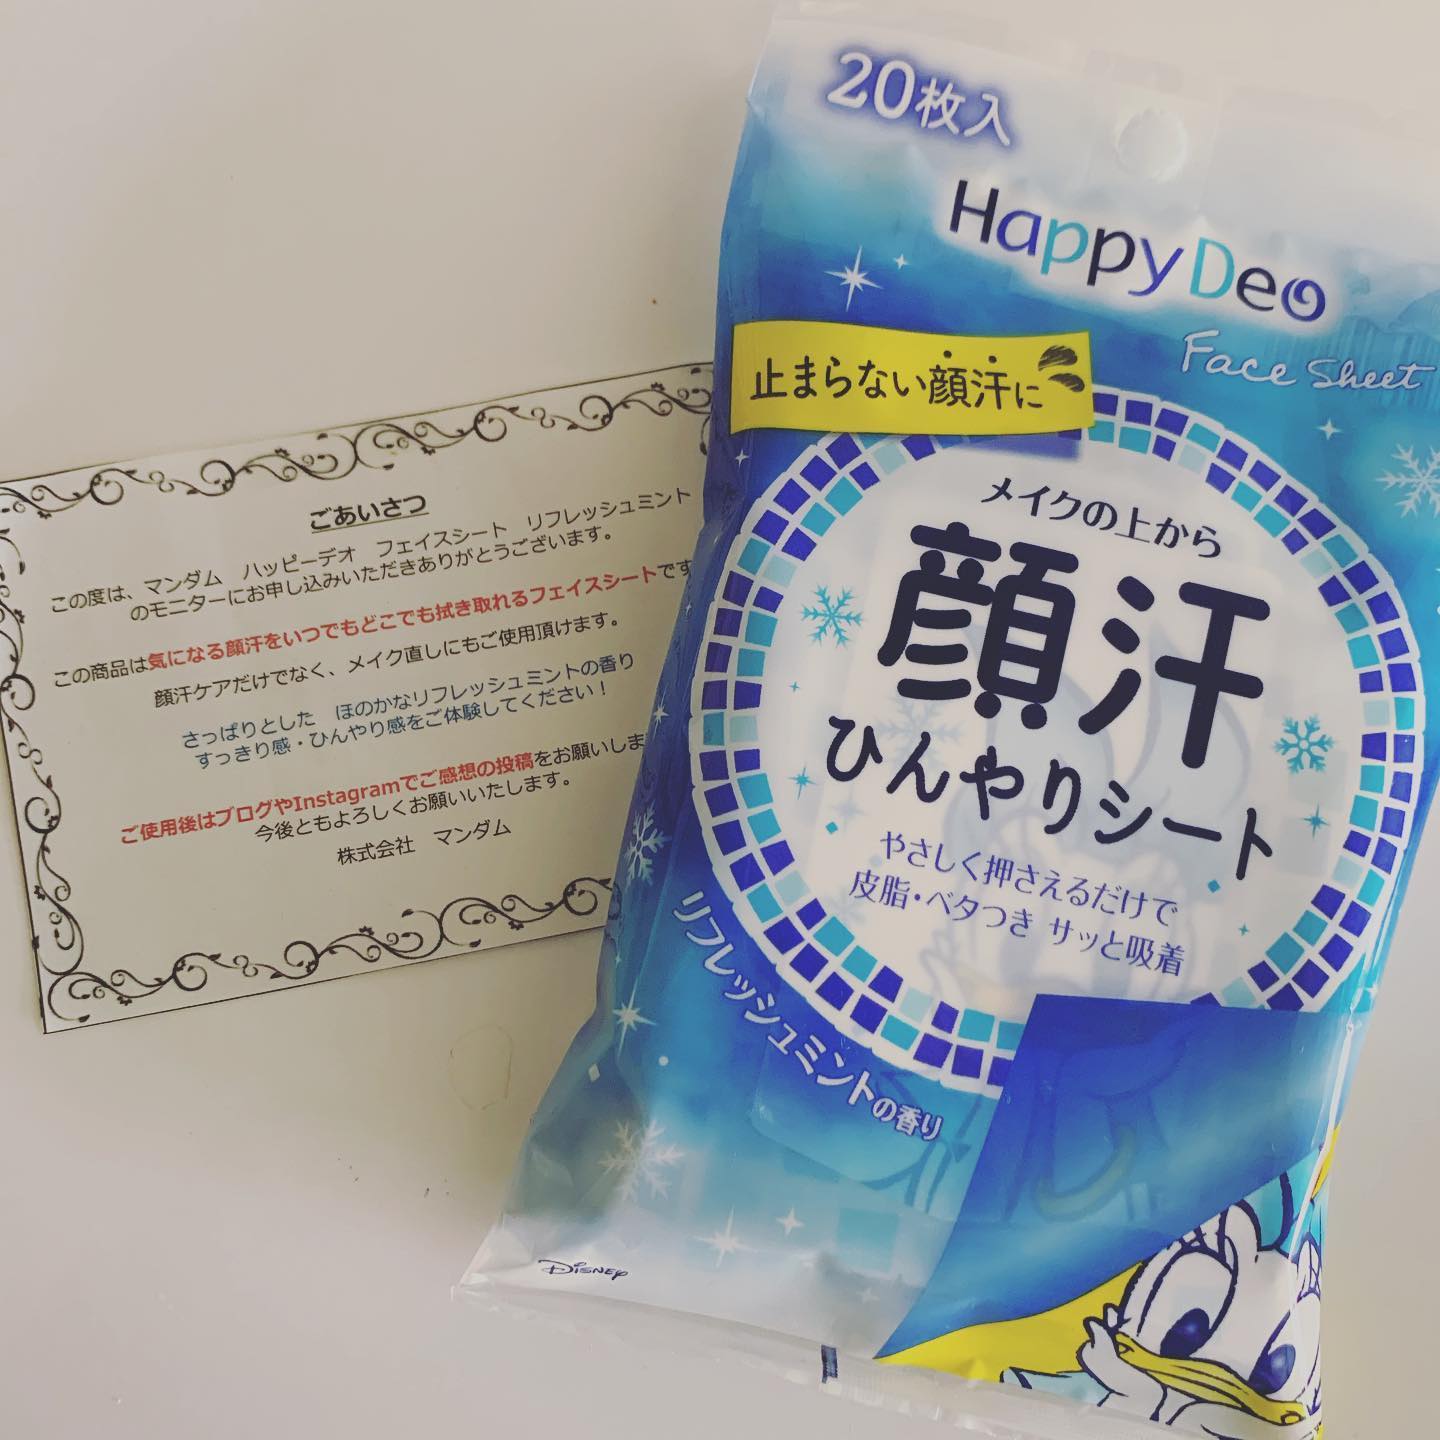 ごあいさつ
この度は、マンダム ハッピーデオ フェイスシート リフレッシュミント
のモニターにお申し込みいただきありがとうございます。
この商品は気になる顔汗をいつでもどこでも拭き取れるフェイスシートです
顔汗ケアだけでなく、メイク直しにもご使用頂けます。
さっぱりとした ほのかなリフレッシュミントの香り
すっきり感・ひんやり感をご体験してください！
ご使用後はブログやInstagramでご感想の投稿をお願いしま
今後ともよろしくお願いいたします。
株式会社 マンダム
20枚入
Happy Deo
Face Sheet
止まらない顔汗に
メイクの上から
顔汗
ひんやりシート
やさしく押さえるだけで
皮脂・ベタつき サッと吸着
リフレッシュミントの香り
Disney